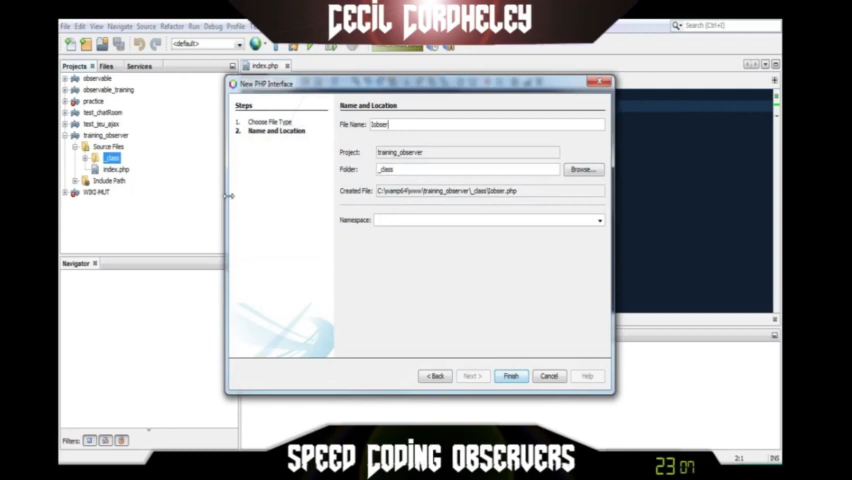 CECIL CORDHELEY
File Edit View Navigate Source Refactor Run Debug Profile
Search (Ctrl+I)
<default>
Projects Files Services
index.php
observable
observable_training
practice
test_chatRoom
test_jeu_ajax
training_observer
Source Files
_class
index.php
Include Path
WIKI-MUT
Navigator
Filters:
New PHP Interface
Steps
1. Choose File Type
2. Name and Location
Name and Location
File Name: Iobser
Project: training_observer
Folder: _class
Browse...
Created File: C:\wamp64\www\training_observer\_class\Iobser.php
Namespace:
< Back Next > Finish Cancel Help
2:1 INS
SPEED CODING OBSERVERS
23 07